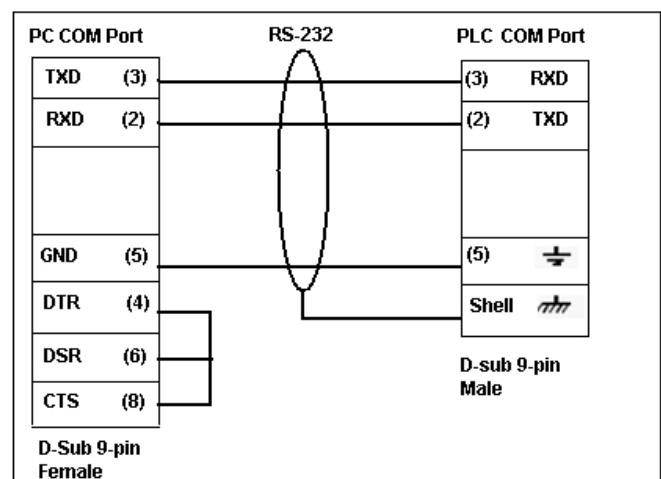 PC COM Port RS-232 PLC COM Port
TXD (3) (3) RXD
RXD (2) (2) TXD
GND (5) (5)
DTR (4) Shell
DSR (6)
CTS (8)
D-sub 9-pin
Male
D-Sub 9-pin
Female